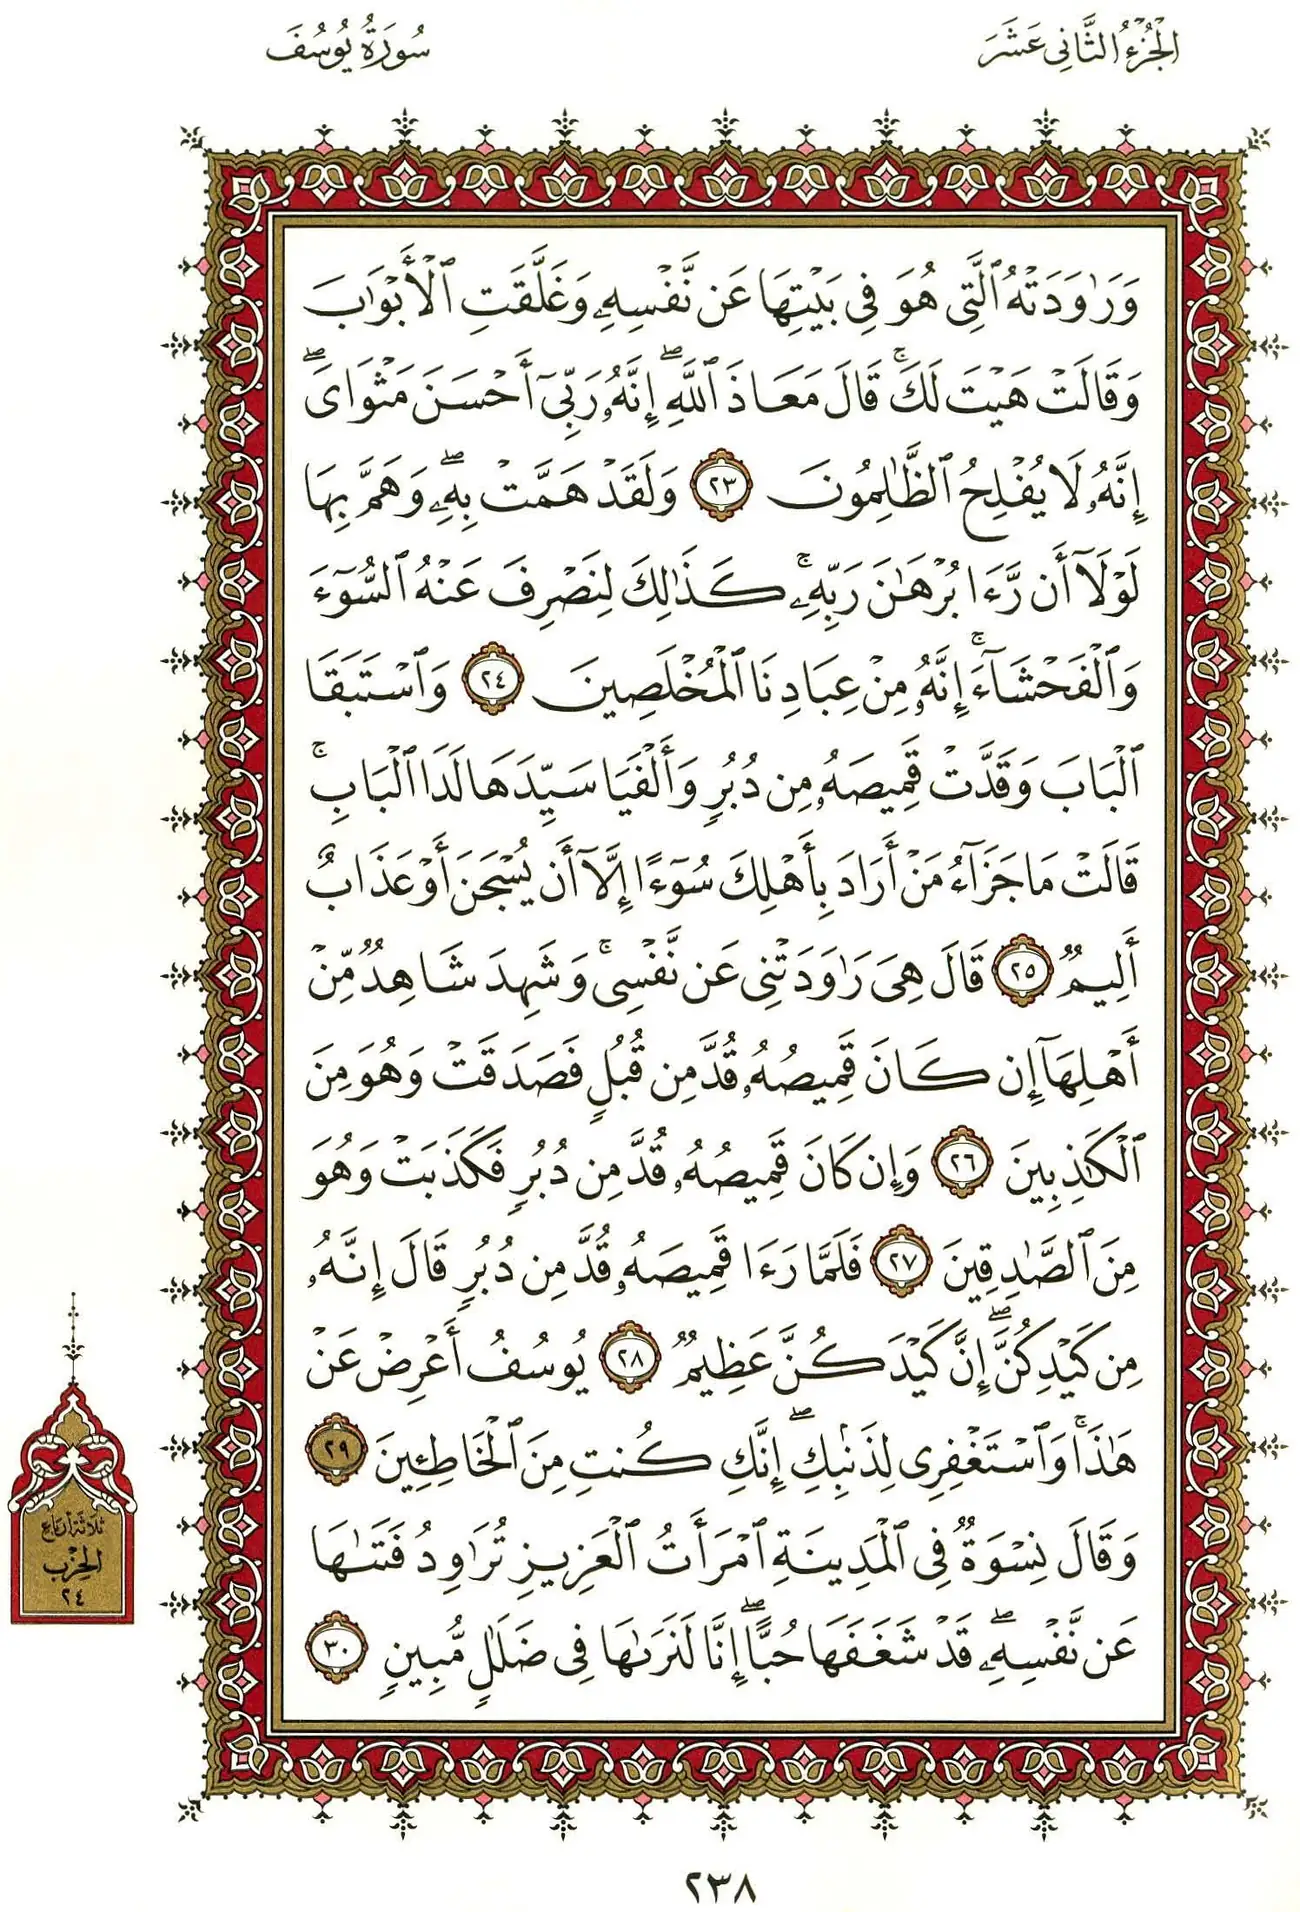 الجزء الثاني عشر
سورة يوسف
وَرَٰوَدَتْهُ ٱلَّتِى هُوَ فِى بَيْتِهَا عَن نَّفْسِهِۦ وَغَلَّقَتِ ٱلْأَبْوَٰبَ
وَقَالَتْ هَيْتَ لَكَ ۚ قَالَ مَعَاذَ ٱللَّهِ ۖ إِنَّهُۥ رَبِّىٓ أَحْسَنَ مَثْوَاىَ ۖ
إِنَّهُۥ لَا يُفْلِحُ ٱلظَّٰلِمُونَ ٢٣ وَلَقَدْ هَمَّتْ بِهِۦ ۖ وَهَمَّ بِهَا
لَوْلَآ أَن رَّءَا بُرْهَٰنَ رَبِّهِۦ ۚ كَذَٰلِكَ لِنَصْرِفَ عَنْهُ ٱلسُّوٓءَ
وَٱلْفَحْشَآءَ ۚ إِنَّهُۥ مِنْ عِبَادِنَا ٱلْمُخْلَصِينَ ٢٤ وَٱسْتَبَقَا
ٱلْبَابَ وَقَدَّتْ قَمِيصَهُۥ مِن دُبُرٍ وَأَلْفَيَا سَيِّدَهَا لَدَا ٱلْبَابِ ۚ
قَالَتْ مَا جَزَآءُ مَنْ أَرَادَ بِأَهْلِكَ سُوٓءًا إِلَّآ أَن يُسْجَنَ أَوْ عَذَابٌ
أَلِيمٌ ٢٥ قَالَ هِىَ رَٰوَدَتْنِى عَن نَّفْسِى ۚ وَشَهِدَ شَاهِدٌ مِّنْ
أَهْلِهَآ إِن كَانَ قَمِيصُهُۥ قُدَّ مِن قُبُلٍ فَصَدَقَتْ وَهُوَ مِنَ
ٱلْكَٰذِبِينَ ٢٦ وَإِن كَانَ قَمِيصُهُۥ قُدَّ مِن دُبُرٍ فَكَذَبَتْ وَهُوَ
مِنَ ٱلصَّٰدِقِينَ ٢٧ فَلَمَّا رَءَا قَمِيصَهُۥ قُدَّ مِن دُبُرٍ قَالَ إِنَّهُۥ
مِن كَيْدِكُنَّ ۖ إِنَّ كَيْدَكُنَّ عَظِيمٌ ٢٨ يُوسُفُ أَعْرِضْ عَنْ
هَٰذَا ۚ وَٱسْتَغْفِرِى لِذَنۢبِكِ ۖ إِنَّكِ كُنتِ مِنَ ٱلْخَاطِـِٔينَ ٢٩
وَقَالَ نِسْوَةٌ فِى ٱلْمَدِينَةِ ٱمْرَأَتُ ٱلْعَزِيزِ تُرَٰوِدُ فَتَىٰهَا
عَن نَّفْسِهِۦ ۖ قَدْ شَغَفَهَا حُبًّا ۖ إِنَّا لَنَرَىٰهَا فِى ضَلَٰلٍ مُّبِينٍ ٣٠
ثلاثة أرباع
الحزب
٢٤
٢٣٨